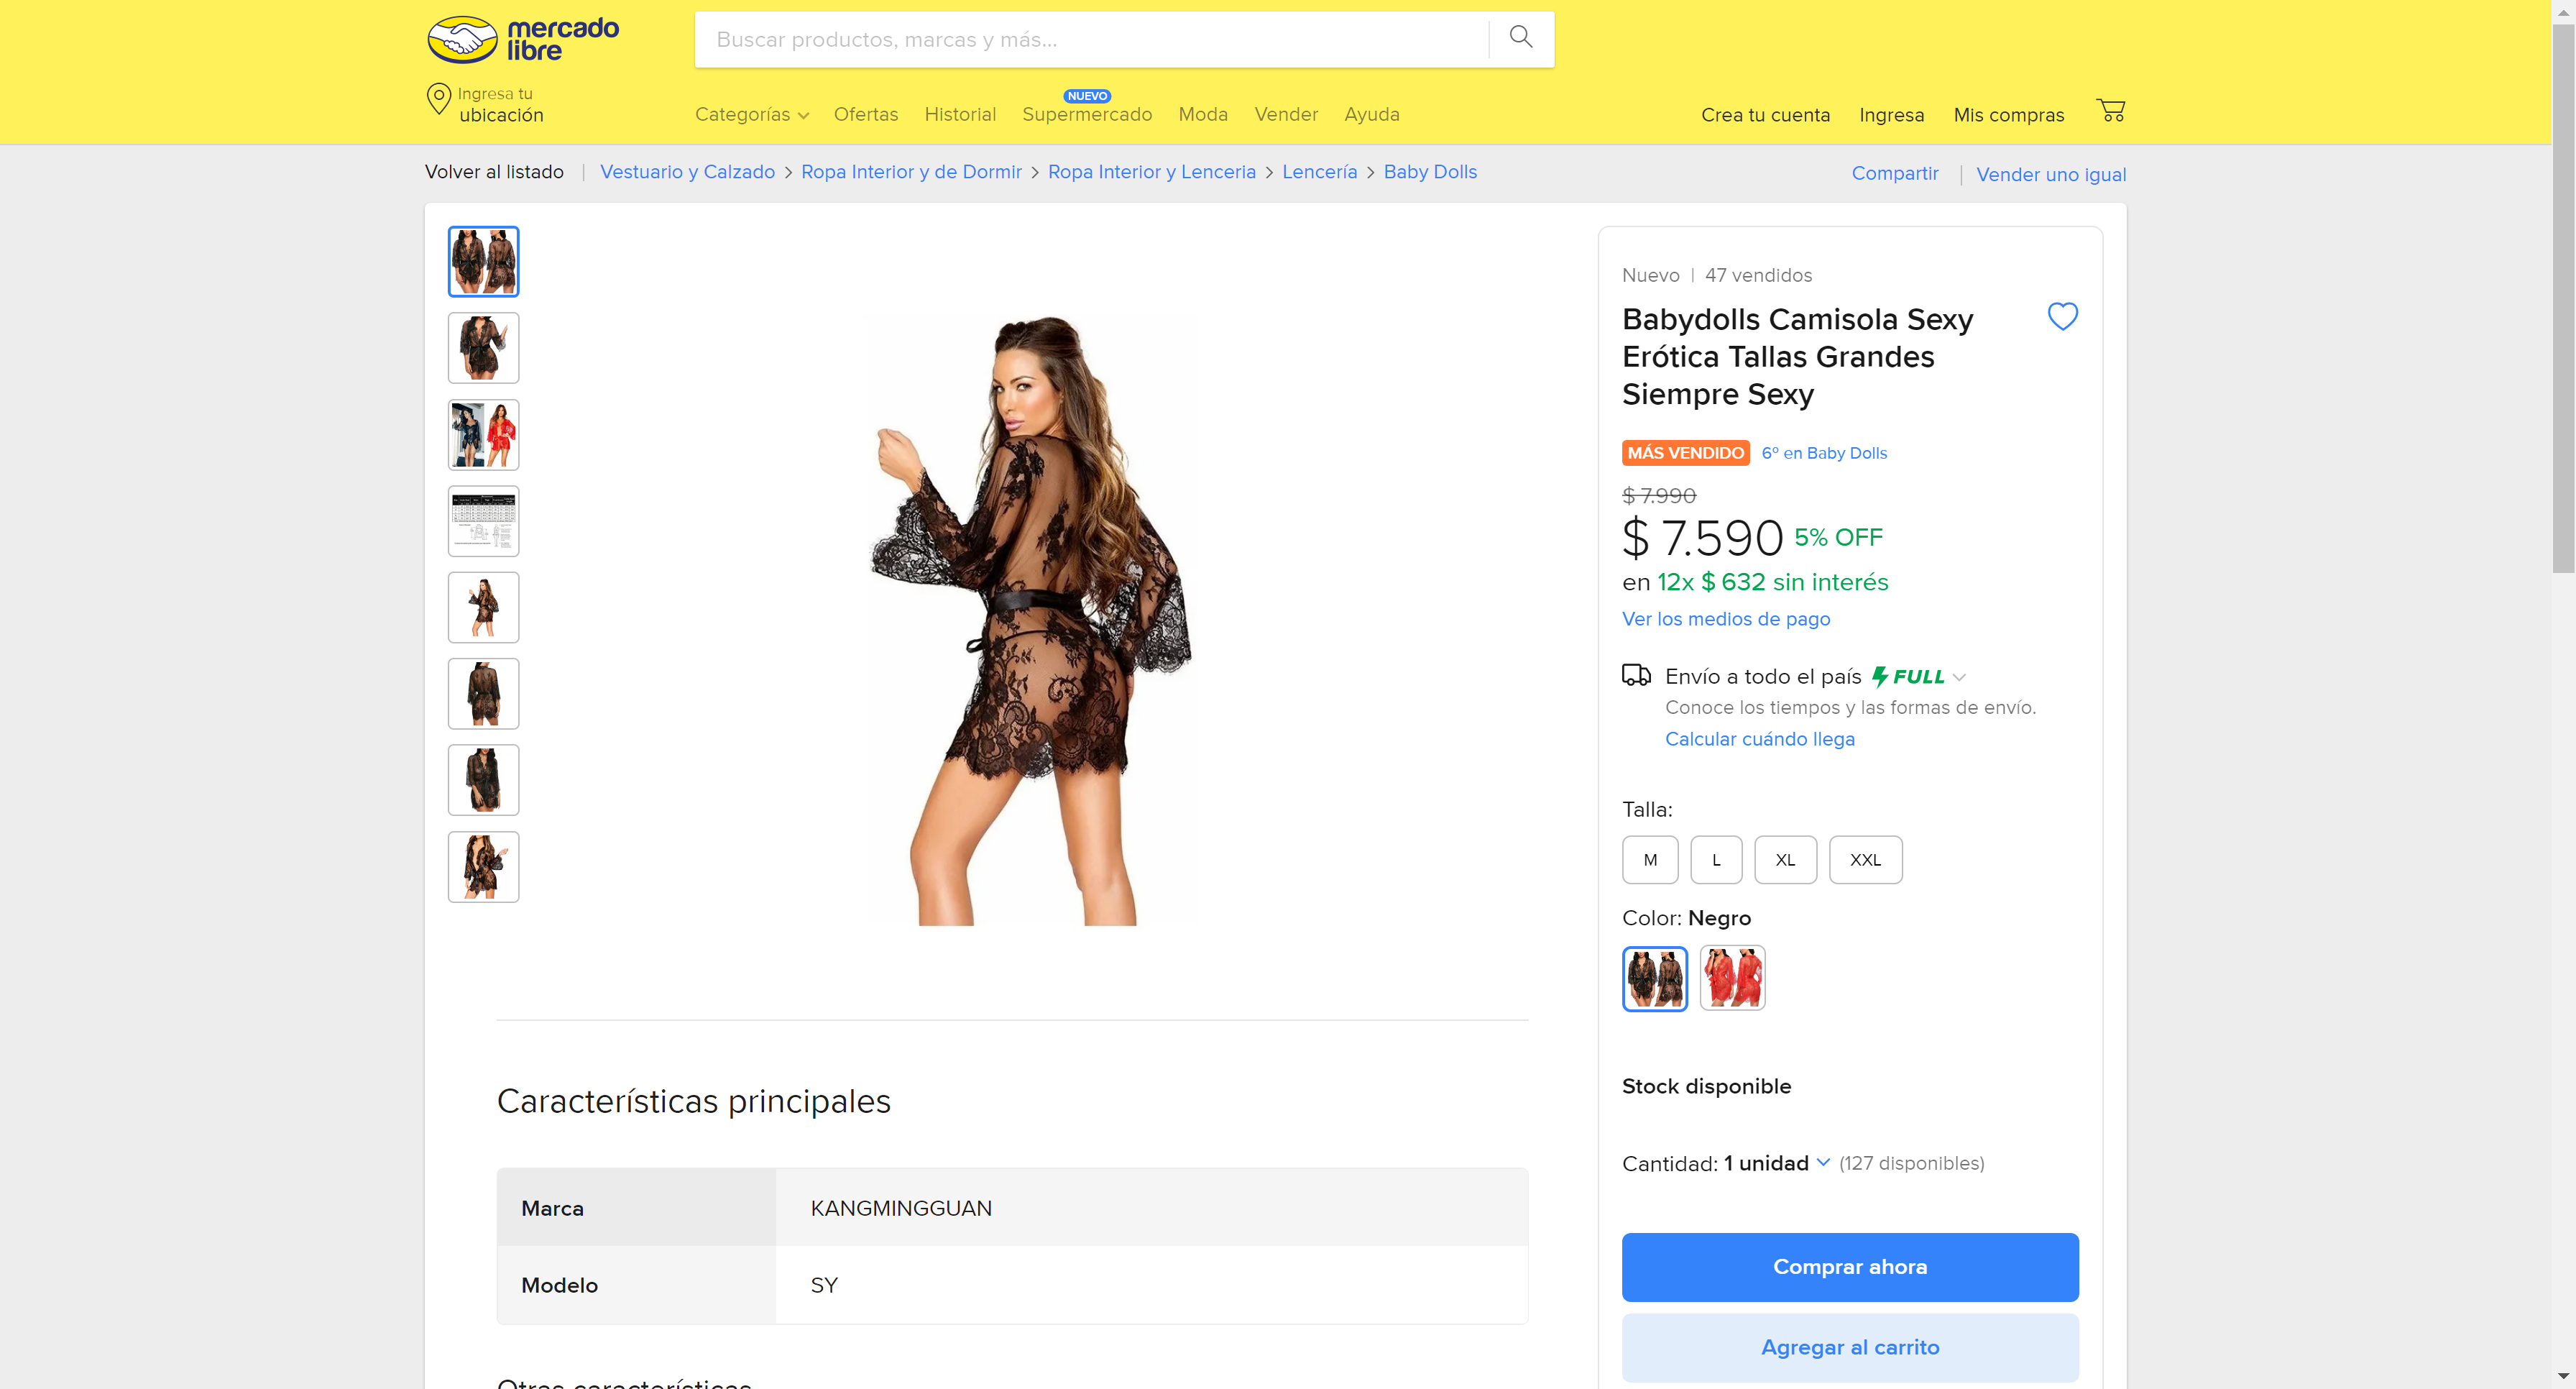 mercado
libre
Buscar productos, marcas y más...
Ingresa tu
ubicación
Categorías
Ofertas
Historial
NUEVO
Supermercado
Moda
Vender
Ayuda
Crea tu cuenta
Ingresa
Mis compras
Volver al listado
Vestuario y Calzado
Ropa Interior y de Dormir
Ropa Interior y Lenceria
Lencería
Baby Dolls
Compartir
Vender uno igual
Nuevo | 47 vendidos
Babydolls Camisola Sexy
Erótica Tallas Grandes
Siempre Sexy
MÁS VENDIDO 6º en Baby Dolls
$ 7.990
$ 7.590 5% OFF
en 12x $ 632 sin interés
Ver los medios de pago
Envío a todo el país FULL
Conoce los tiempos y las formas de envío.
Calcular cuándo llega
Talla:
M L XL XXL
Color: Negro
Stock disponible
Cantidad: 1 unidad (127 disponibles)
Comprar ahora
Agregar al carrito
Características principales
Marca KANGMINGGUAN
Modelo SY
Otras características